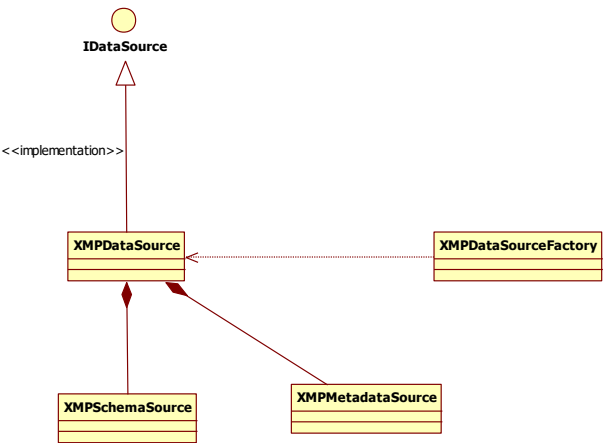 IDataSource
<<implementation>>
XMPDataSource
XMPDataSourceFactory
XMPSchemaSource
XMPMetadataSource